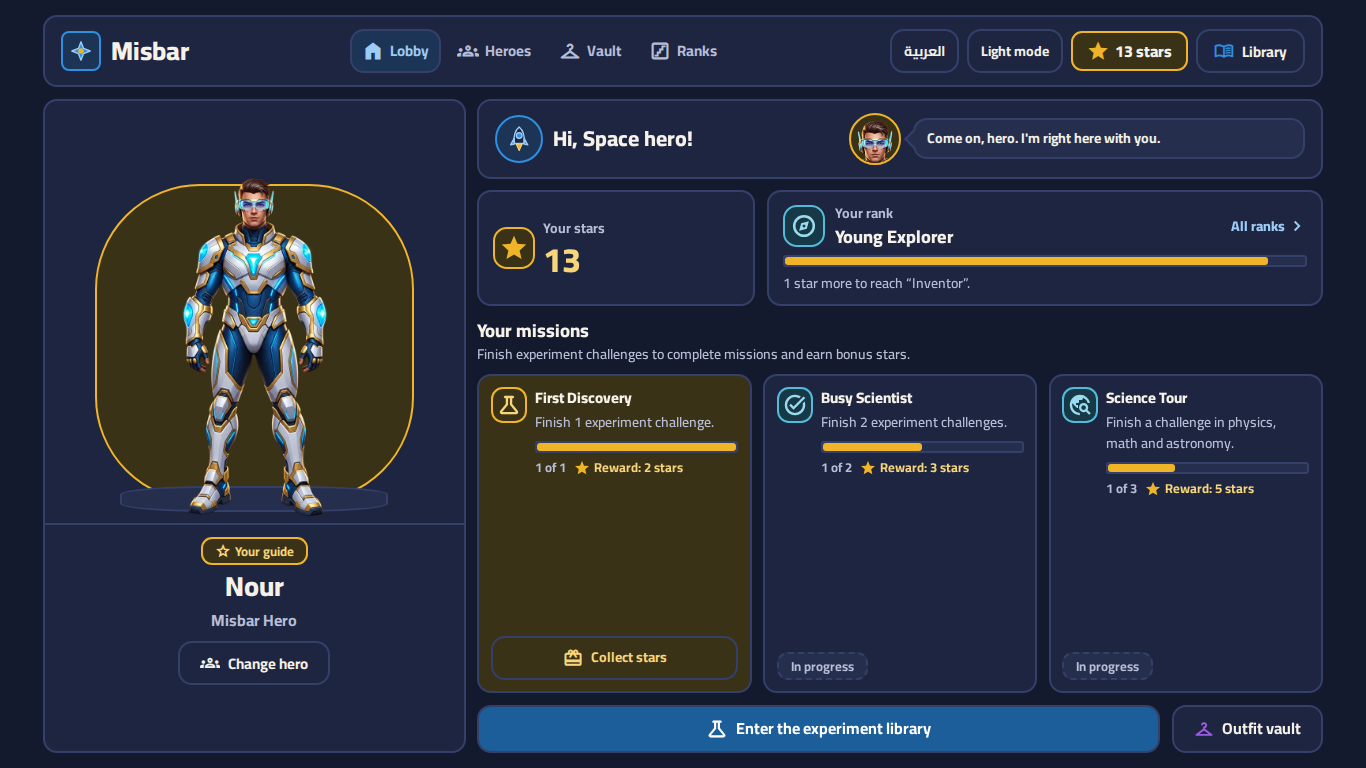 Misbar
Lobby
Heroes
Vault
Ranks
العربية
Light mode
13 stars
Library
Hi, Space hero!
Come on, hero. I'm right here with you.
Your stars
13
Your rank
Young Explorer
All ranks
1 star more to reach “Inventor”.
Your missions
Finish experiment challenges to complete missions and earn bonus stars.
First Discovery
Finish 1 experiment challenge.
1 of 1 Reward: 2 stars
Collect stars
Busy Scientist
Finish 2 experiment challenges.
1 of 2 Reward: 3 stars
In progress
Science Tour
Finish a challenge in physics,
math and astronomy.
1 of 3 Reward: 5 stars
In progress
Your guide
Nour
Misbar Hero
Change hero
Enter the experiment library
Outfit vault